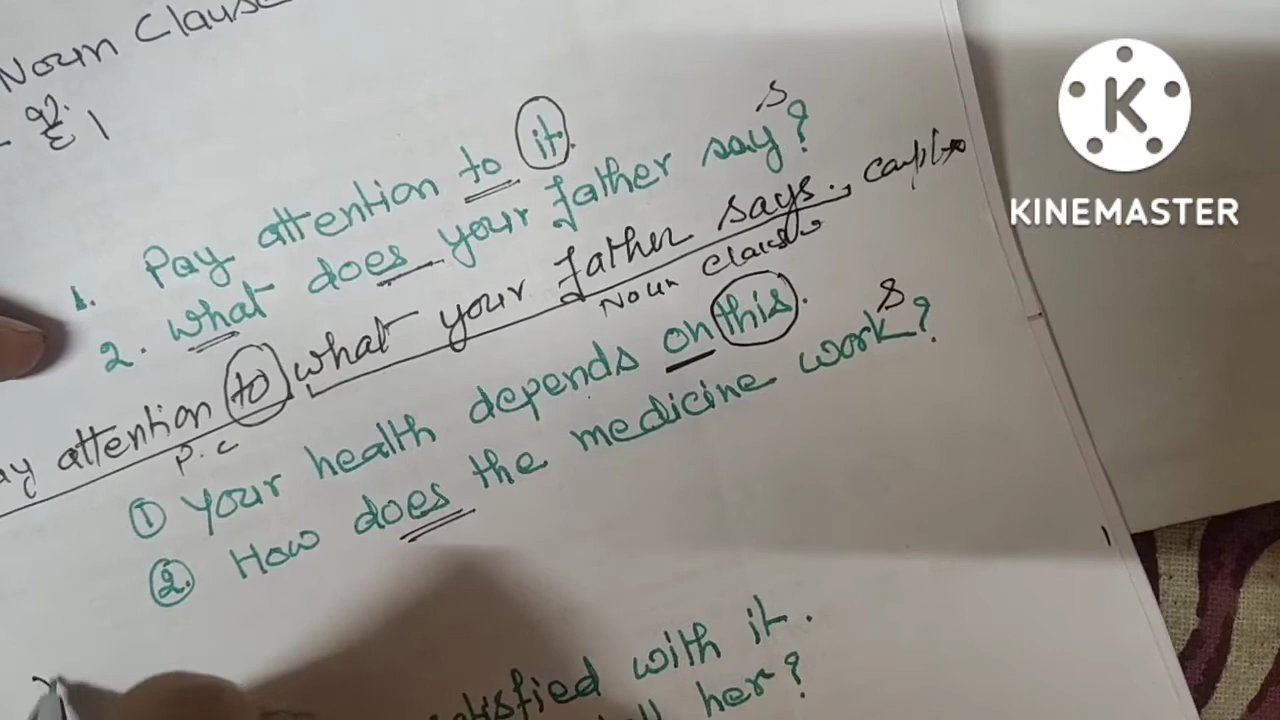 Noun Clause
है।
1. Pay attention to it.
s
2. What does your father say?
ay attention to what your father says.,
P.C
Noun Clause
① Your health depends on this.
s
②. How does the medicine work?
satisfied with it.
her?
K
KINEMASTER